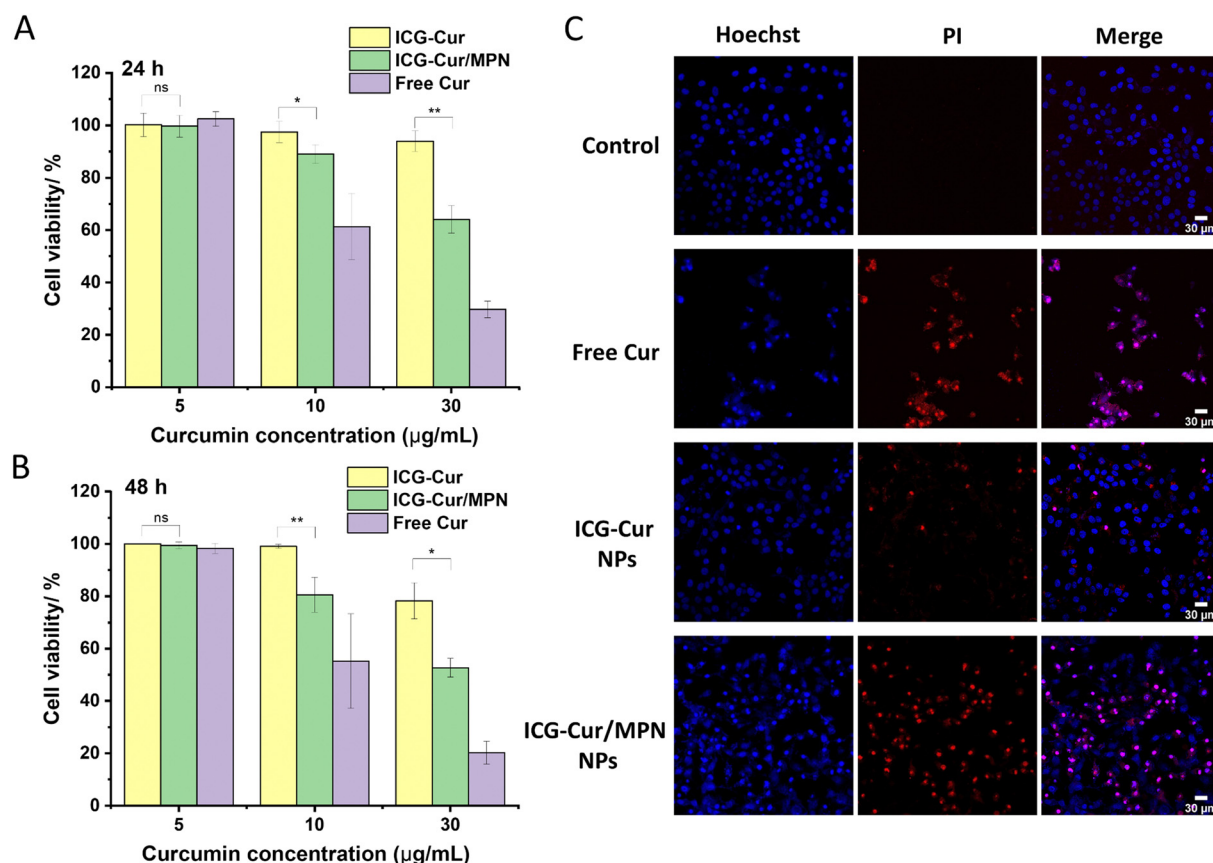 A
24 h
ICG-Cur
ICG-Cur/MPN
Free Cur
120
100
80
60
40
20
0
ns
*
**
Cell viability/ %
5 10 30
Curcumin concentration (μg/mL)
B
48 h
ICG-Cur
ICG-Cur/MPN
Free Cur
120
100
80
60
40
20
0
ns
**
*
Cell viability/ %
5 10 30
Curcumin concentration (μg/mL)
C
Hoechst PI Merge
Control
30 μm
Free Cur
30 μm
ICG-Cur
NPs
30 μm
ICG-Cur/MPN
NPs
30 μm